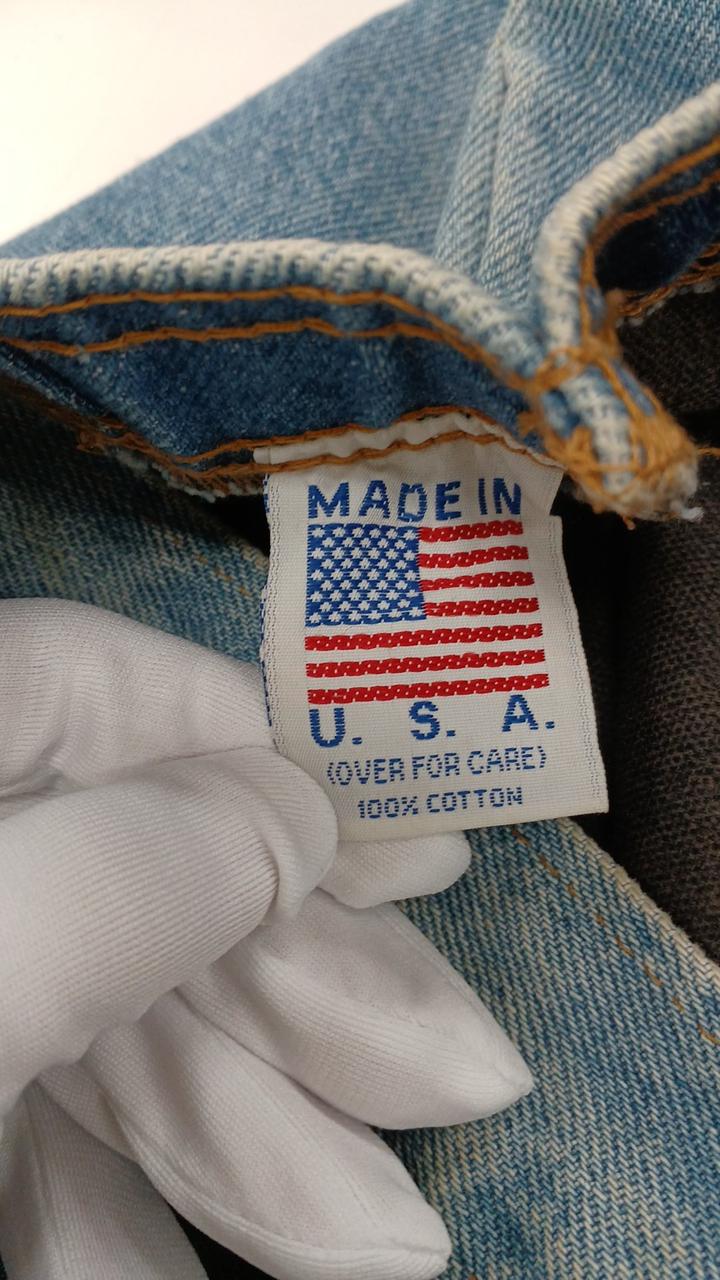 MADE IN
U. S. A.
(OVER FOR CARE)
100% COTTON